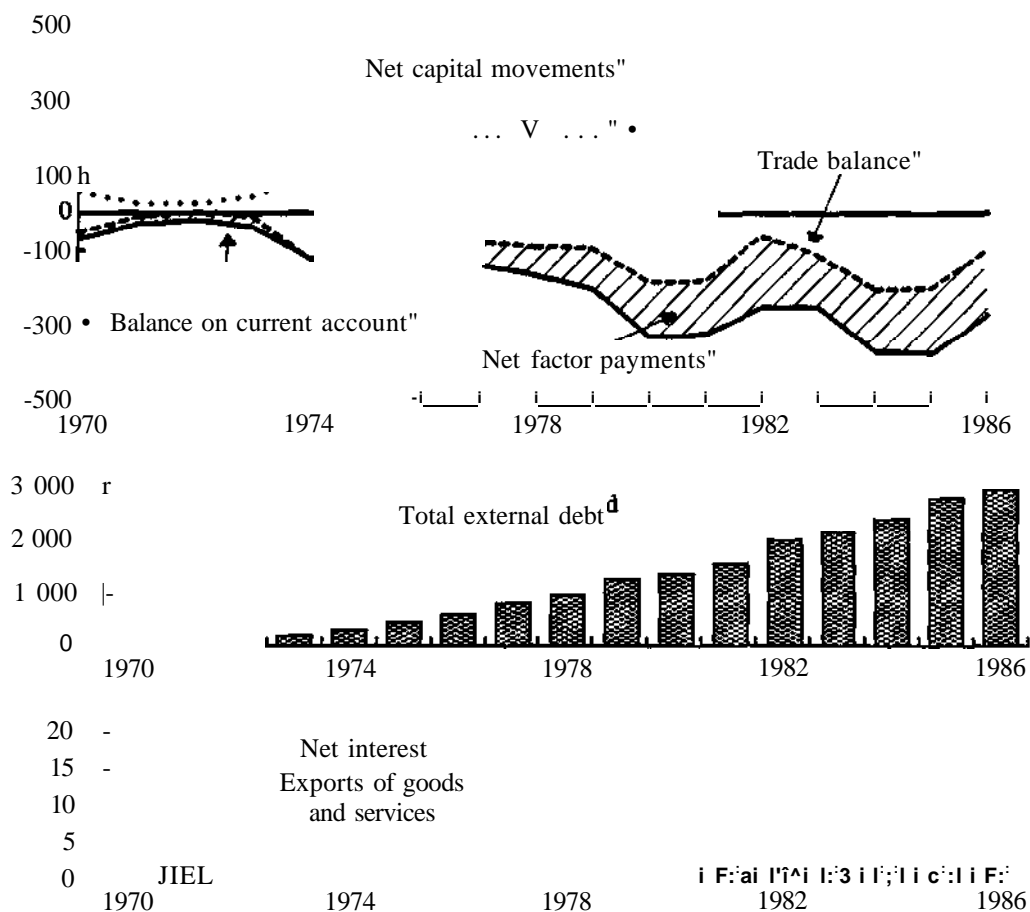 500
Net capital movements"
300
... V ... " •
Trade balance"
100 h
0
-100
-300 • Balance on current account"
Net factor payments"
-500
1970 1974 1978 1982 1986
3 000 r
Total external debt d
2 000
1 000 |-
0
1970 1974 1978 1982 1986
20 -
Net interest
15 -
Exports of goods
10
and services
5
0 JIEL
1970 1974 1978 1982 1986